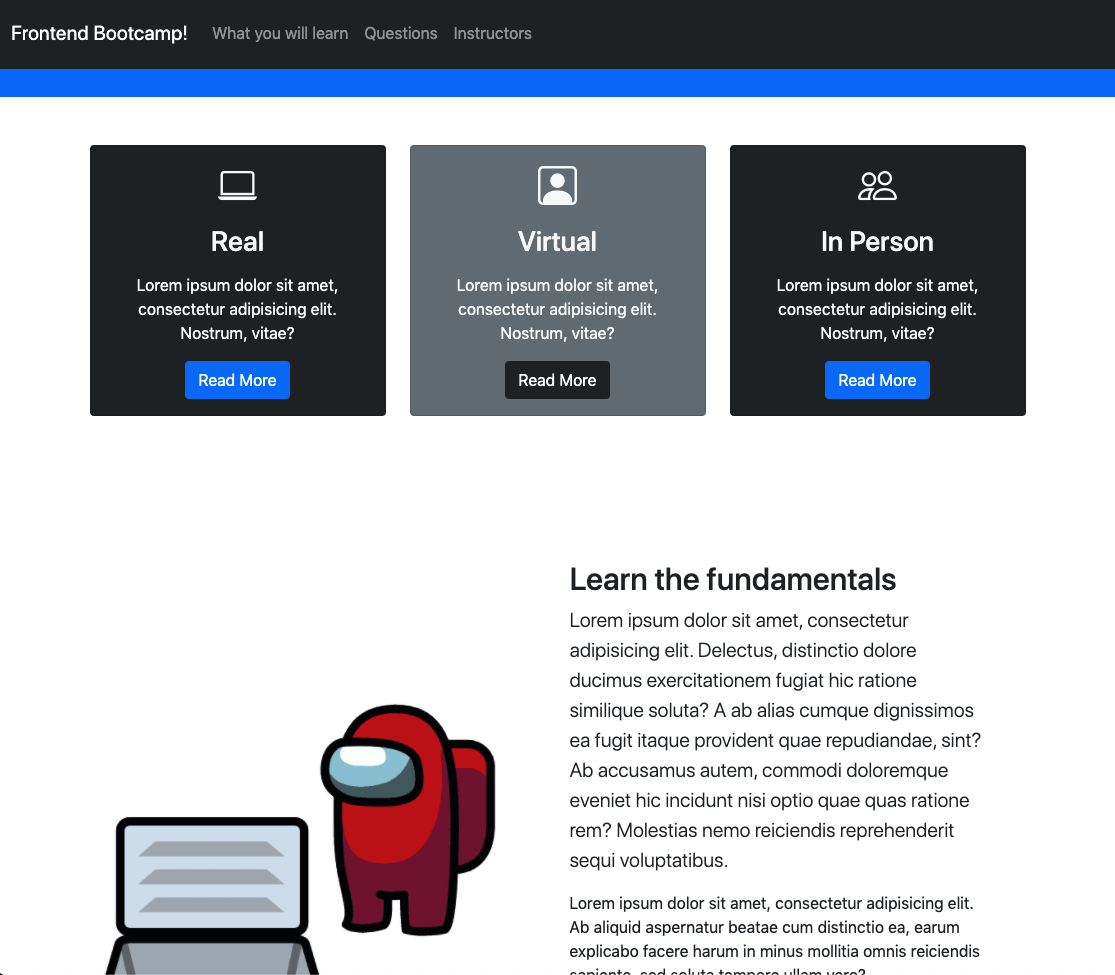 Frontend Bootcamp! What you will learn Questions Instructors
Real
Lorem ipsum dolor sit amet,
consectetur adipisicing elit.
Nostrum, vitae?
Read More
Virtual
Lorem ipsum dolor sit amet,
consectetur adipisicing elit.
Nostrum, vitae?
Read More
In Person
Lorem ipsum dolor sit amet,
consectetur adipisicing elit.
Nostrum, vitae?
Read More
Learn the fundamentals
Lorem ipsum dolor sit amet, consectetur
adipisicing elit. Delectus, distinctio dolore
ducimus exercitationem fugiat hic ratione
similique soluta? A ab alias cumque dignissimos
ea fugit itaque provident quae repudiandae, sint?
Ab accusamus autem, commodi doloremque
eveniet hic incidunt nisi optio quae quas ratione
rem? Molestias nemo reiciendis reprehenderit
sequi voluptatibus.
Lorem ipsum dolor sit amet, consectetur adipisicing elit.
Ab aliquid aspernatur beatae cum distinctio ea, earum
explicabo facere harum in minus mollitia omnis reiciendis
sapiente, sed soluta tempore ullam vero?